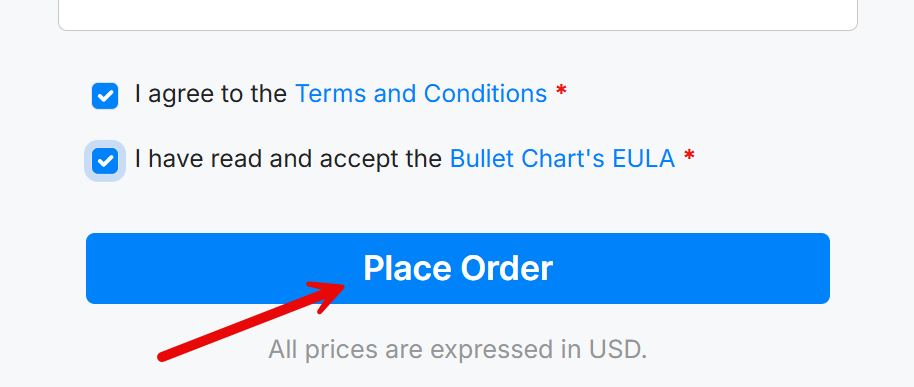 I agree to the Terms and Conditions *
I have read and accept the Bullet Chart's EULA *
Place Order
All prices are expressed in USD.